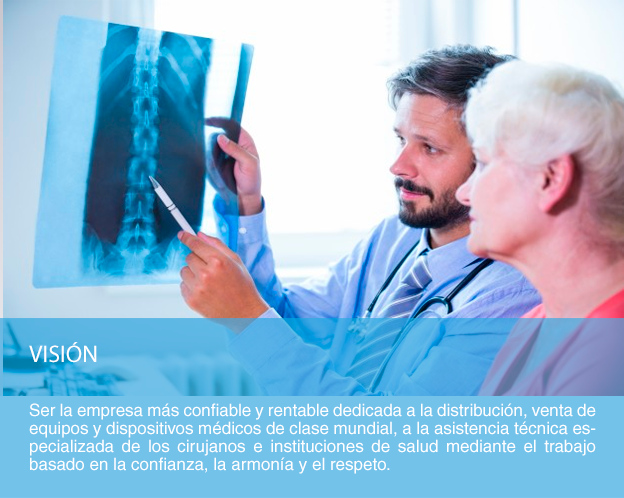 VISIÓN
Ser la empresa más confiable y rentable dedicada a la distribución, venta de
equipos y dispositivos médicos de clase mundial, a la asistencia técnica es-
pecializada de los cirujanos e instituciones de salud mediante el trabajo
basado en la confianza, la armonía y el respeto.